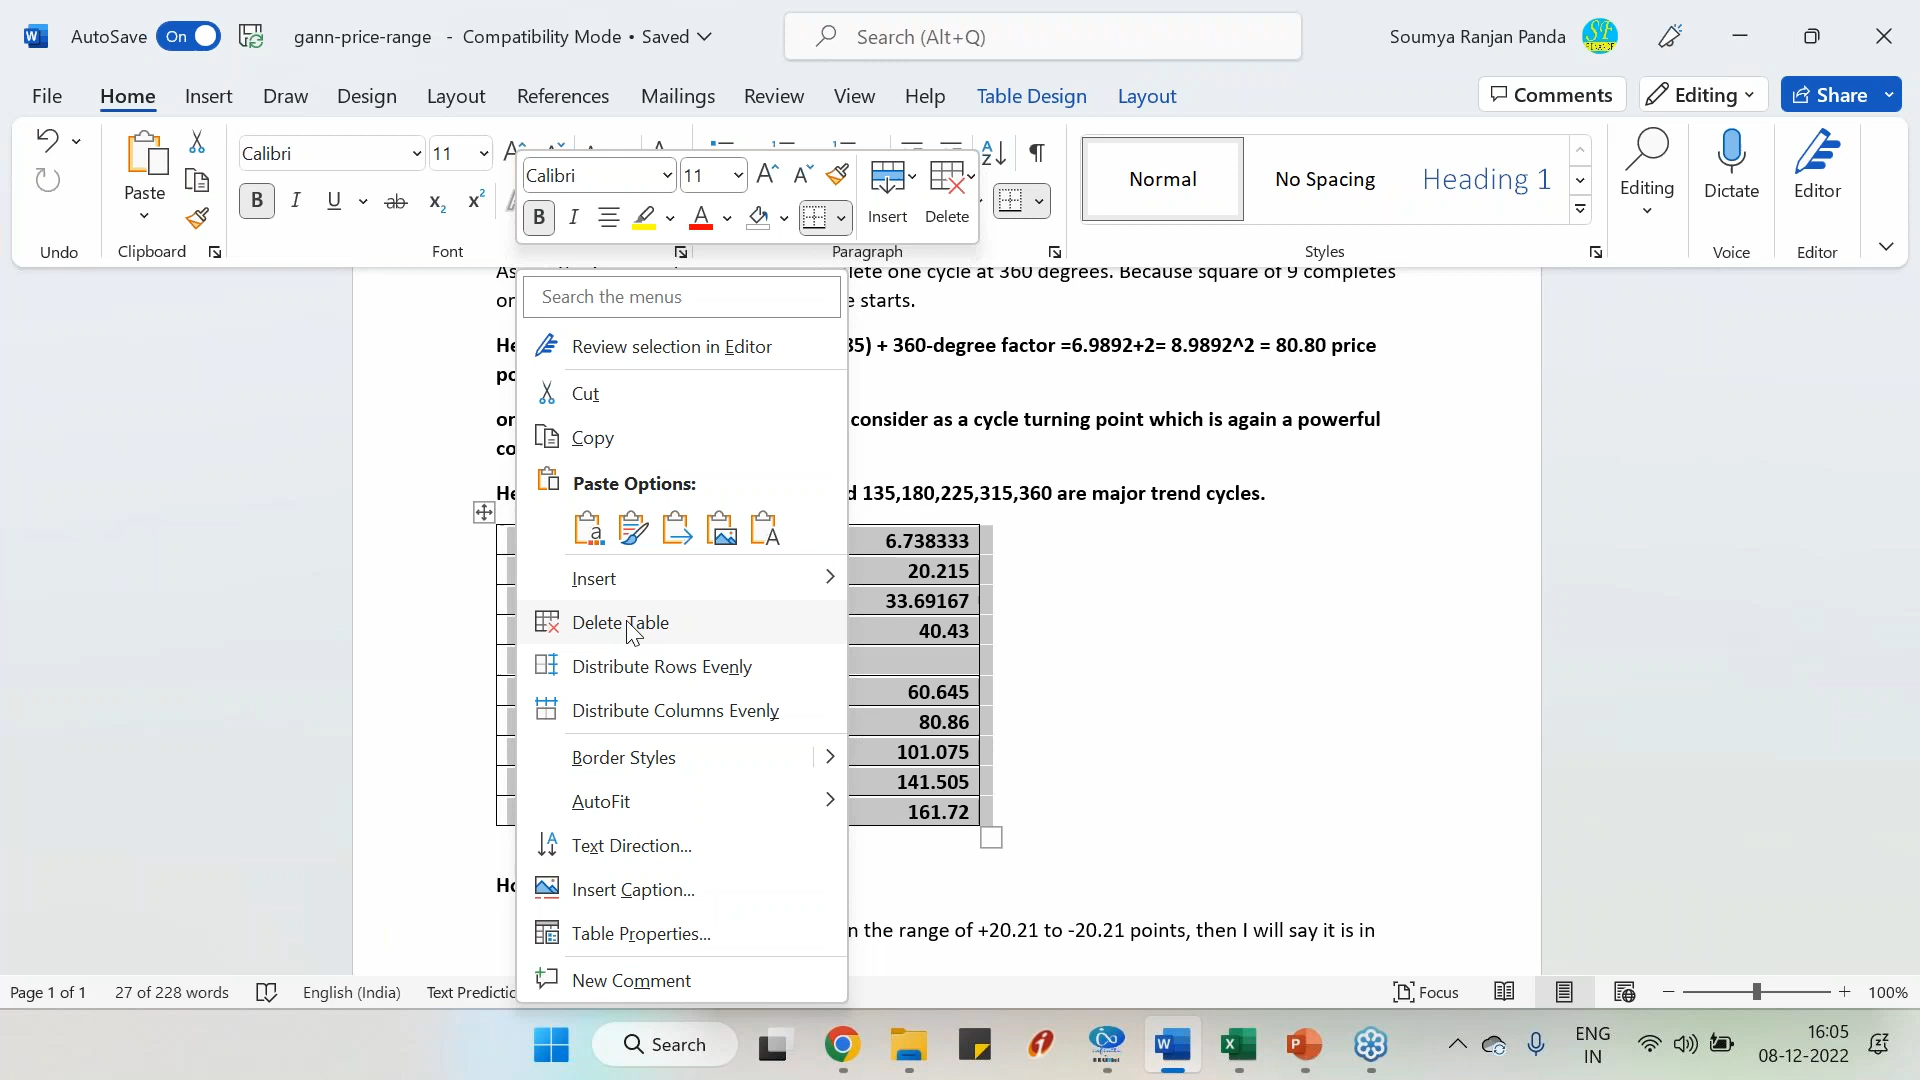 AutoSave On gann-price-range - Compatibility Mode • Saved Search (Alt+Q) Soumya Ranjan Panda
File Home Insert Draw Design Layout References Mailings Review View Help Table Design Layout Comments Editing Share
Calibri 11
Calibri 11
Paste
Normal No Spacing Heading 1
Editing Dictate Editor
Insert Delete
Undo Clipboard Font Paragraph Styles Voice Editor
lete one cycle at 360 degrees. Because square of 9 completes
e starts.
Search the menus
Review selection in Editor
35) + 360-degree factor =6.9892+2= 8.9892^2 = 80.80 price
Cut
consider as a cycle turning point which is again a powerful
Copy
Paste Options:
d 135,180,225,315,360 are major trend cycles.
6.738333
20.215
Insert
33.69167
Delete Table
40.43
Distribute Rows Evenly
60.645
Distribute Columns Evenly
80.86
101.075
Border Styles
141.505
AutoFit
161.72
Text Direction...
Insert Caption...
n the range of +20.21 to -20.21 points, then I will say it is in
Table Properties...
New Comment
Page 1 of 1 27 of 228 words English (India) Text Predictio Focus 100%
Search
ENG
IN
16:05
08-12-2022